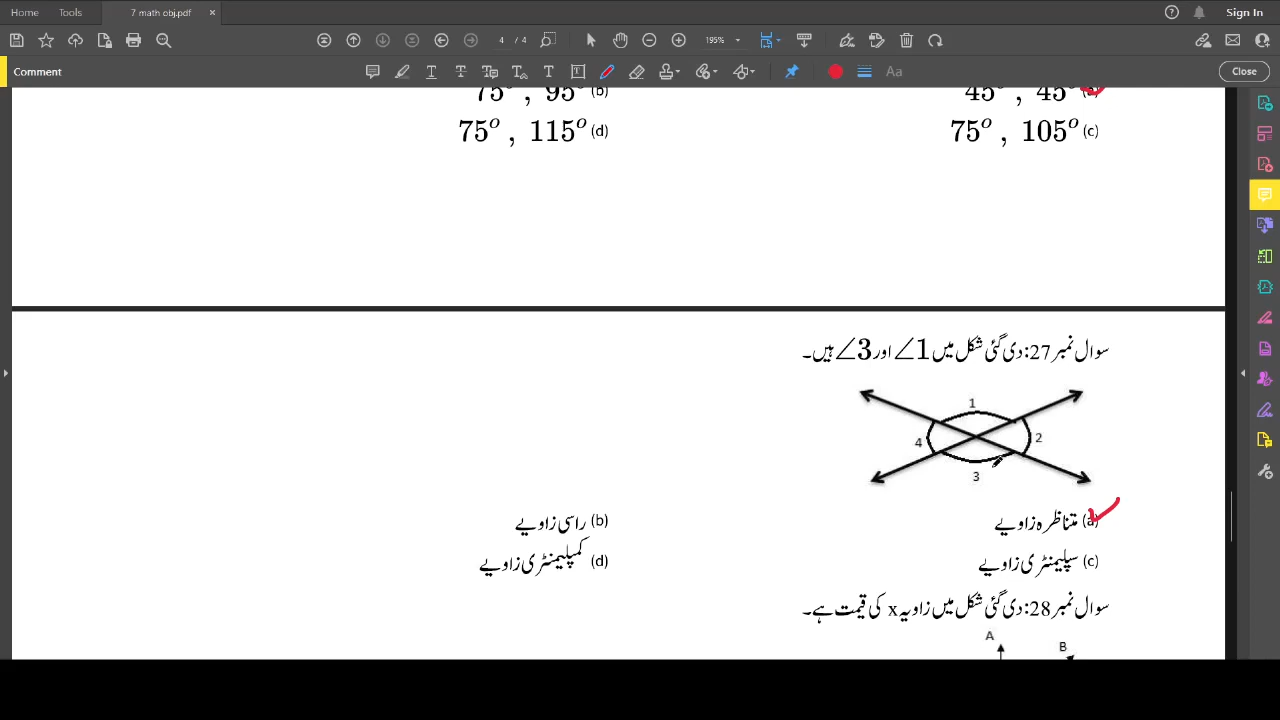 Home Tools 7 math obj.pdf × Sign In
4 / 4 195%
Comment Aa Close
(a) 45° , 45° (b) 75° , 95°
(c) 75° , 105° (d) 75° , 115°
سوال نمبر 27: دی گئی شکل میں ∠1 اور ∠3 ہیں۔
1
4 2
3
(a) متناظرہ زاویے (b) راسی زاویے
(c) سپلیمنٹری زاویے (d) کمپلیمنٹری زاویے
سوال نمبر 28: دی گئی شکل میں زاویہ x کی قیمت ہے۔
A B